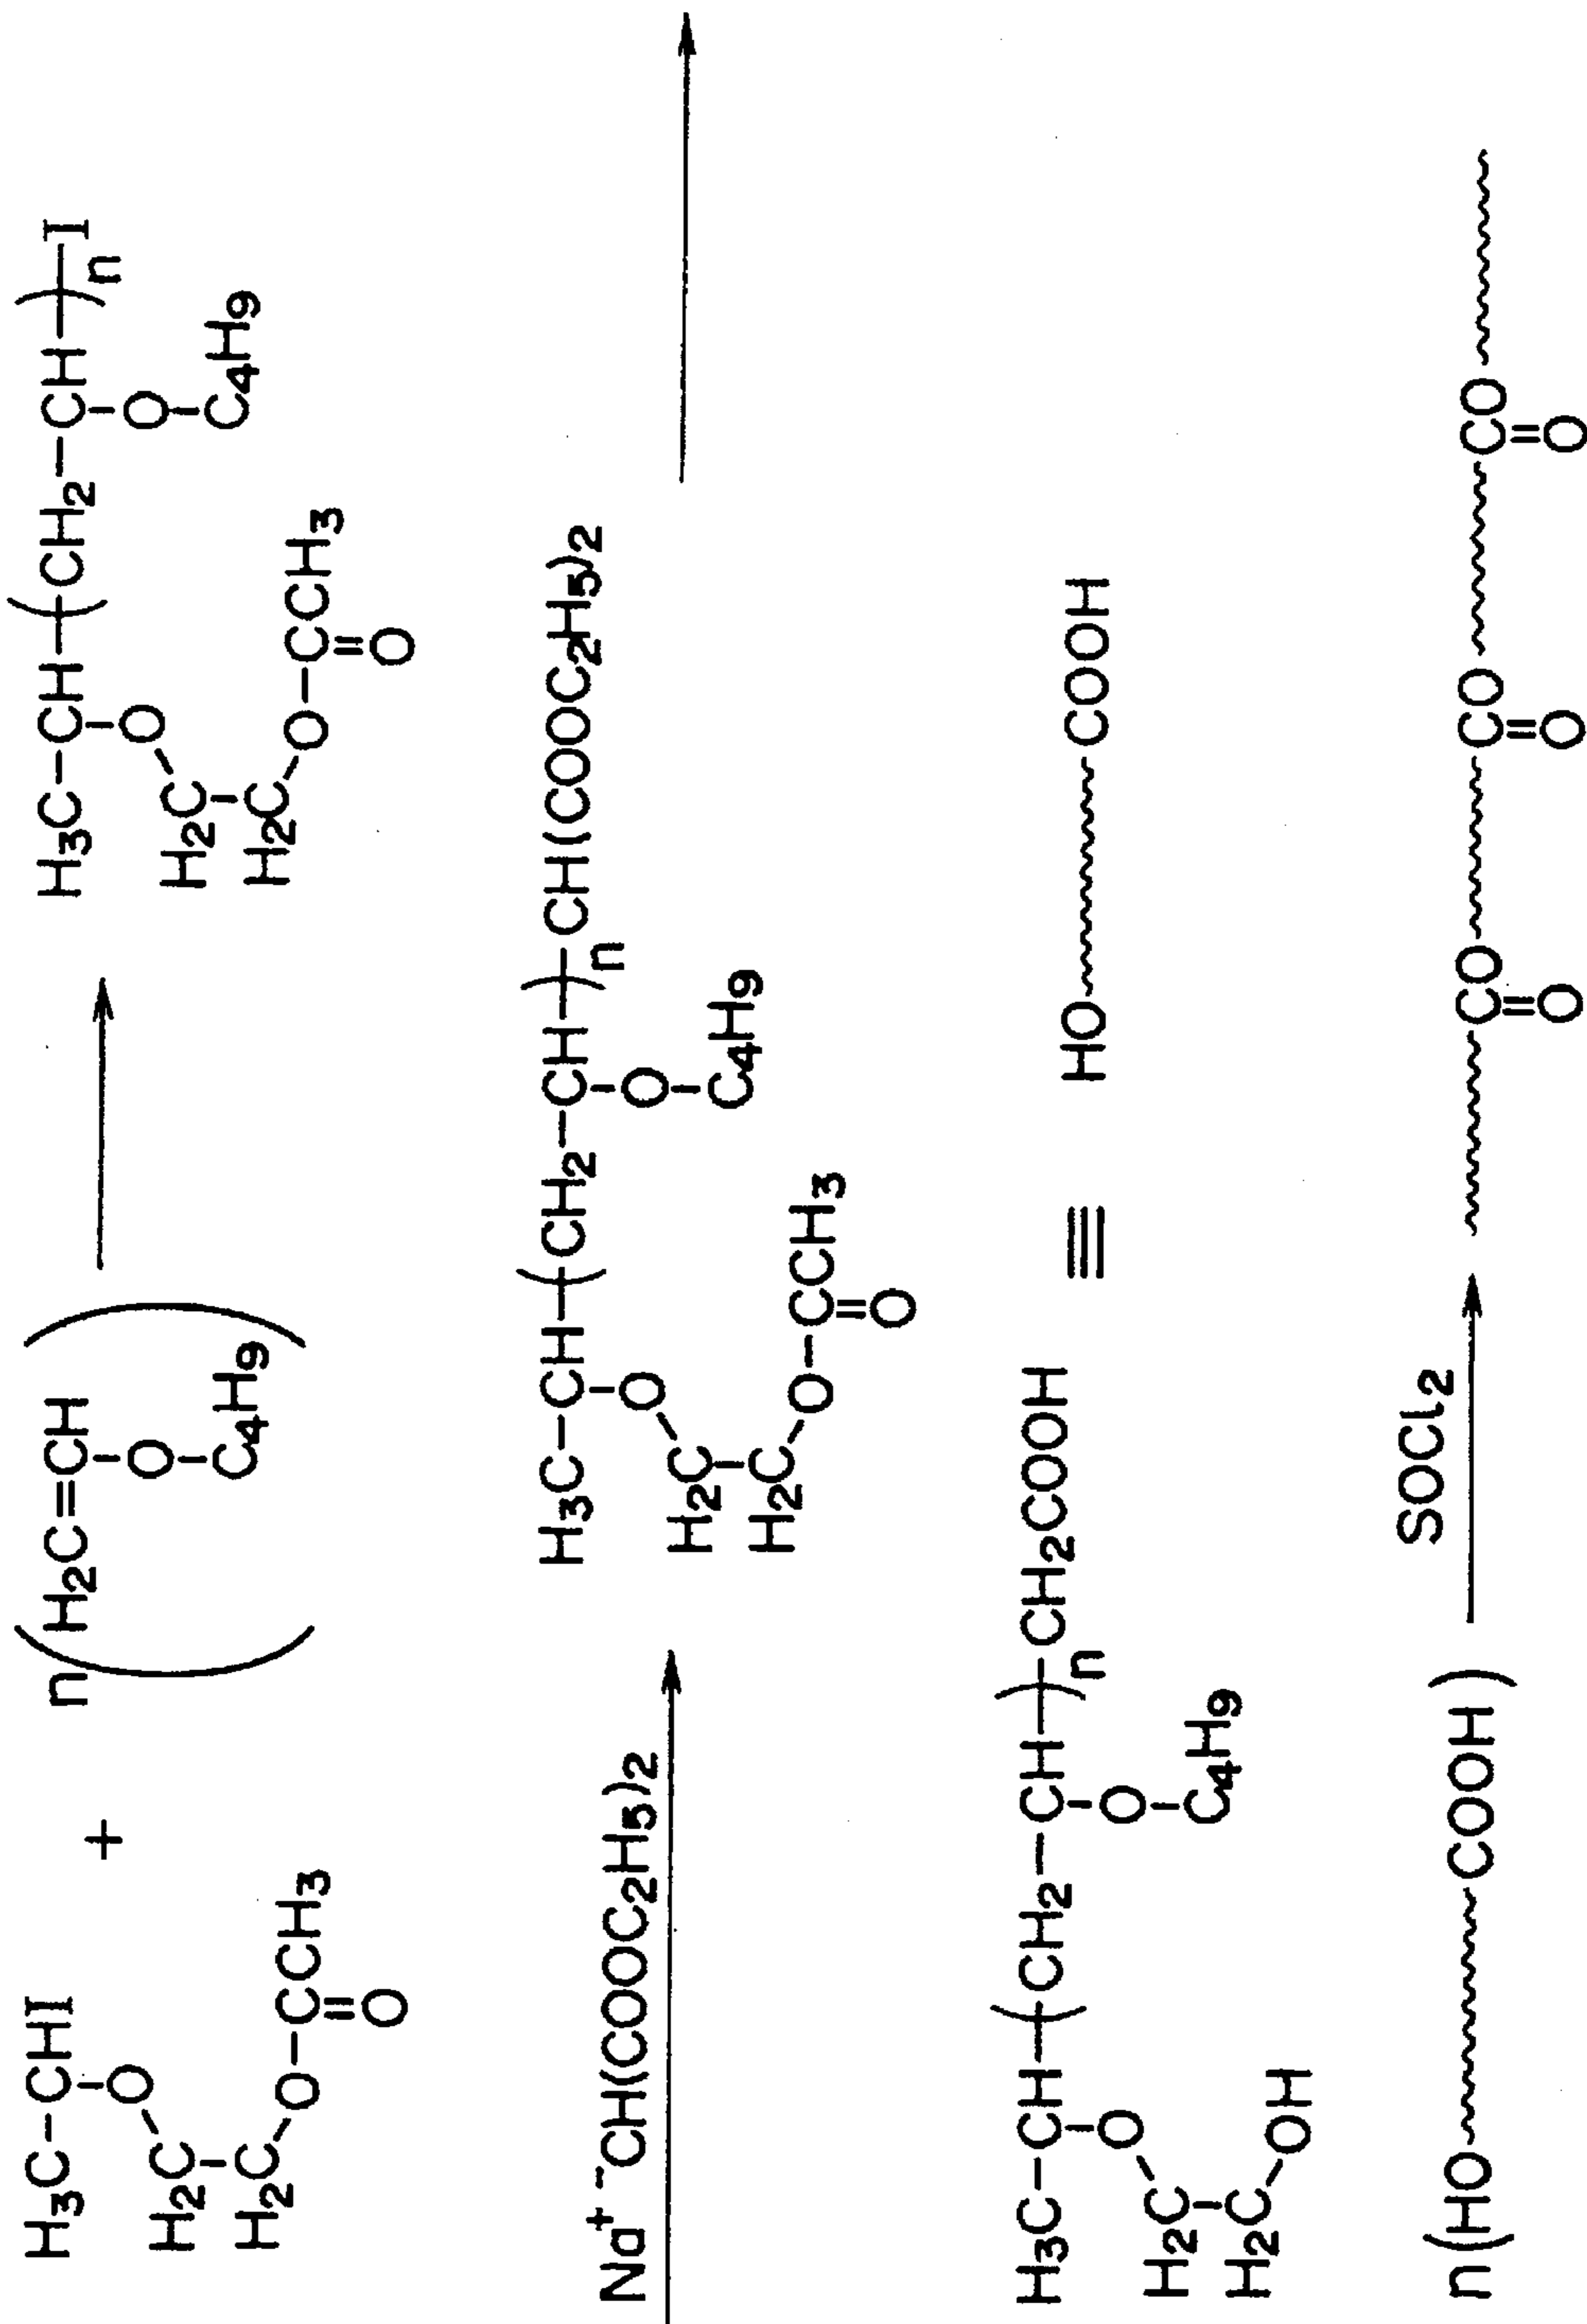 H3C-CHI + n(H2C=CH) → H3C-CH-(CH2-CH-)n I
O O O O
H2C C4H9 H2C C4H9
H2C O-CCH3 H2C O-CCH3
O O
Na+ -CH(COOC2H5)2 → H3C-CH-(CH2-CH-)n CH(COOC2H5)2 →
O O
H2C C4H9
H2C O-CCH3
O
H3C-CH-(CH2-CH-)n CH2COOH ≡ HO COOH
O O
H2C C4H9
H2C OH
n(HO COOH) SOCl2 → CO CO CO
O O O